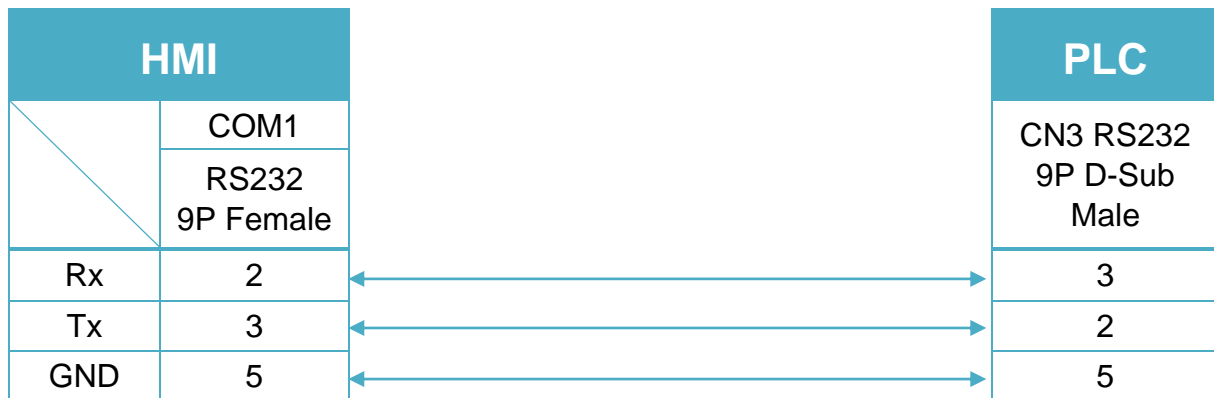 HMI
PLC
COM1
RS232
9P Female
CN3 RS232
9P D-Sub
Male
Rx 2 3
Tx 3 2
GND 5 5